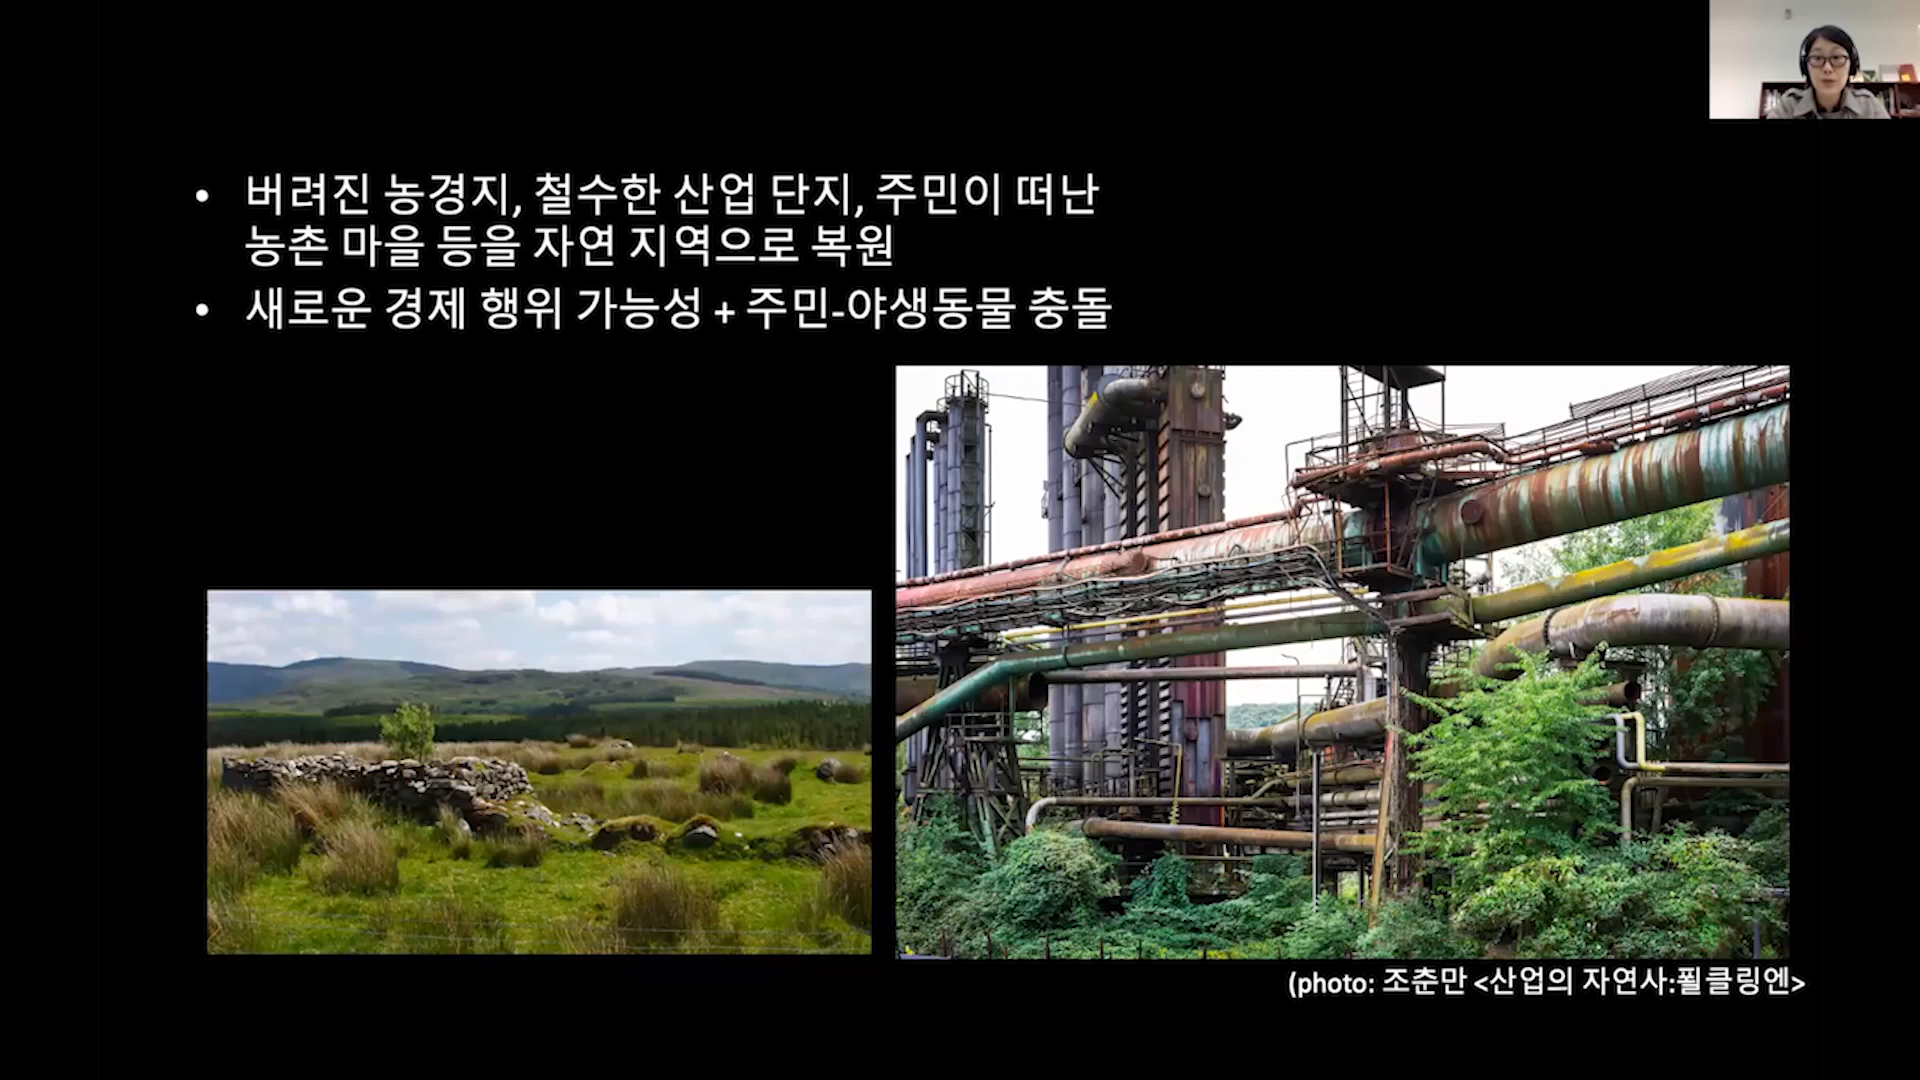 • 버려진 농경지, 철수한 산업 단지, 주민이 떠난
농촌 마을 등을 자연 지역으로 복원
• 새로운 경제 행위 가능성 + 주민-야생동물 충돌
(photo: 조춘만 <산업의 자연사:푈클링엔>